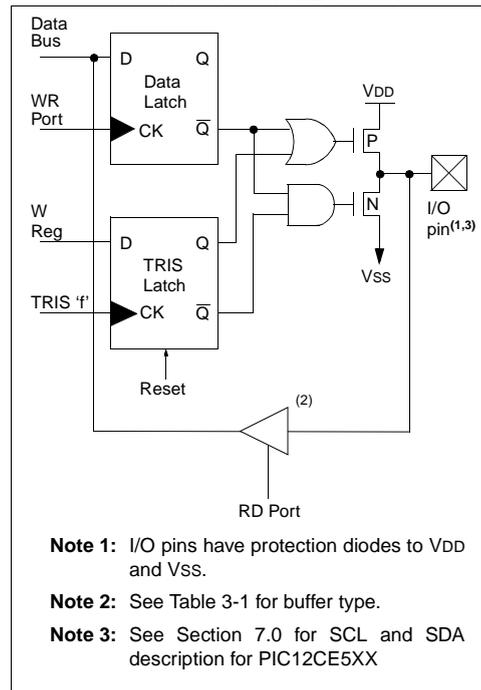 Data
Bus
D
Q
Data
Latch
VDD
WR
Port
CK
Q̅
P
W
Reg
D
Q
N
I/O
pin(1,3)
TRIS
Latch
VSS
TRIS ‘f’
CK
Q̅
Reset
(2)
RD Port
Note 1: I/O pins have protection diodes to VDD
and VSS.
Note 2: See Table 3-1 for buffer type.
Note 3: See Section 7.0 for SCL and SDA
description for PIC12CE5XX